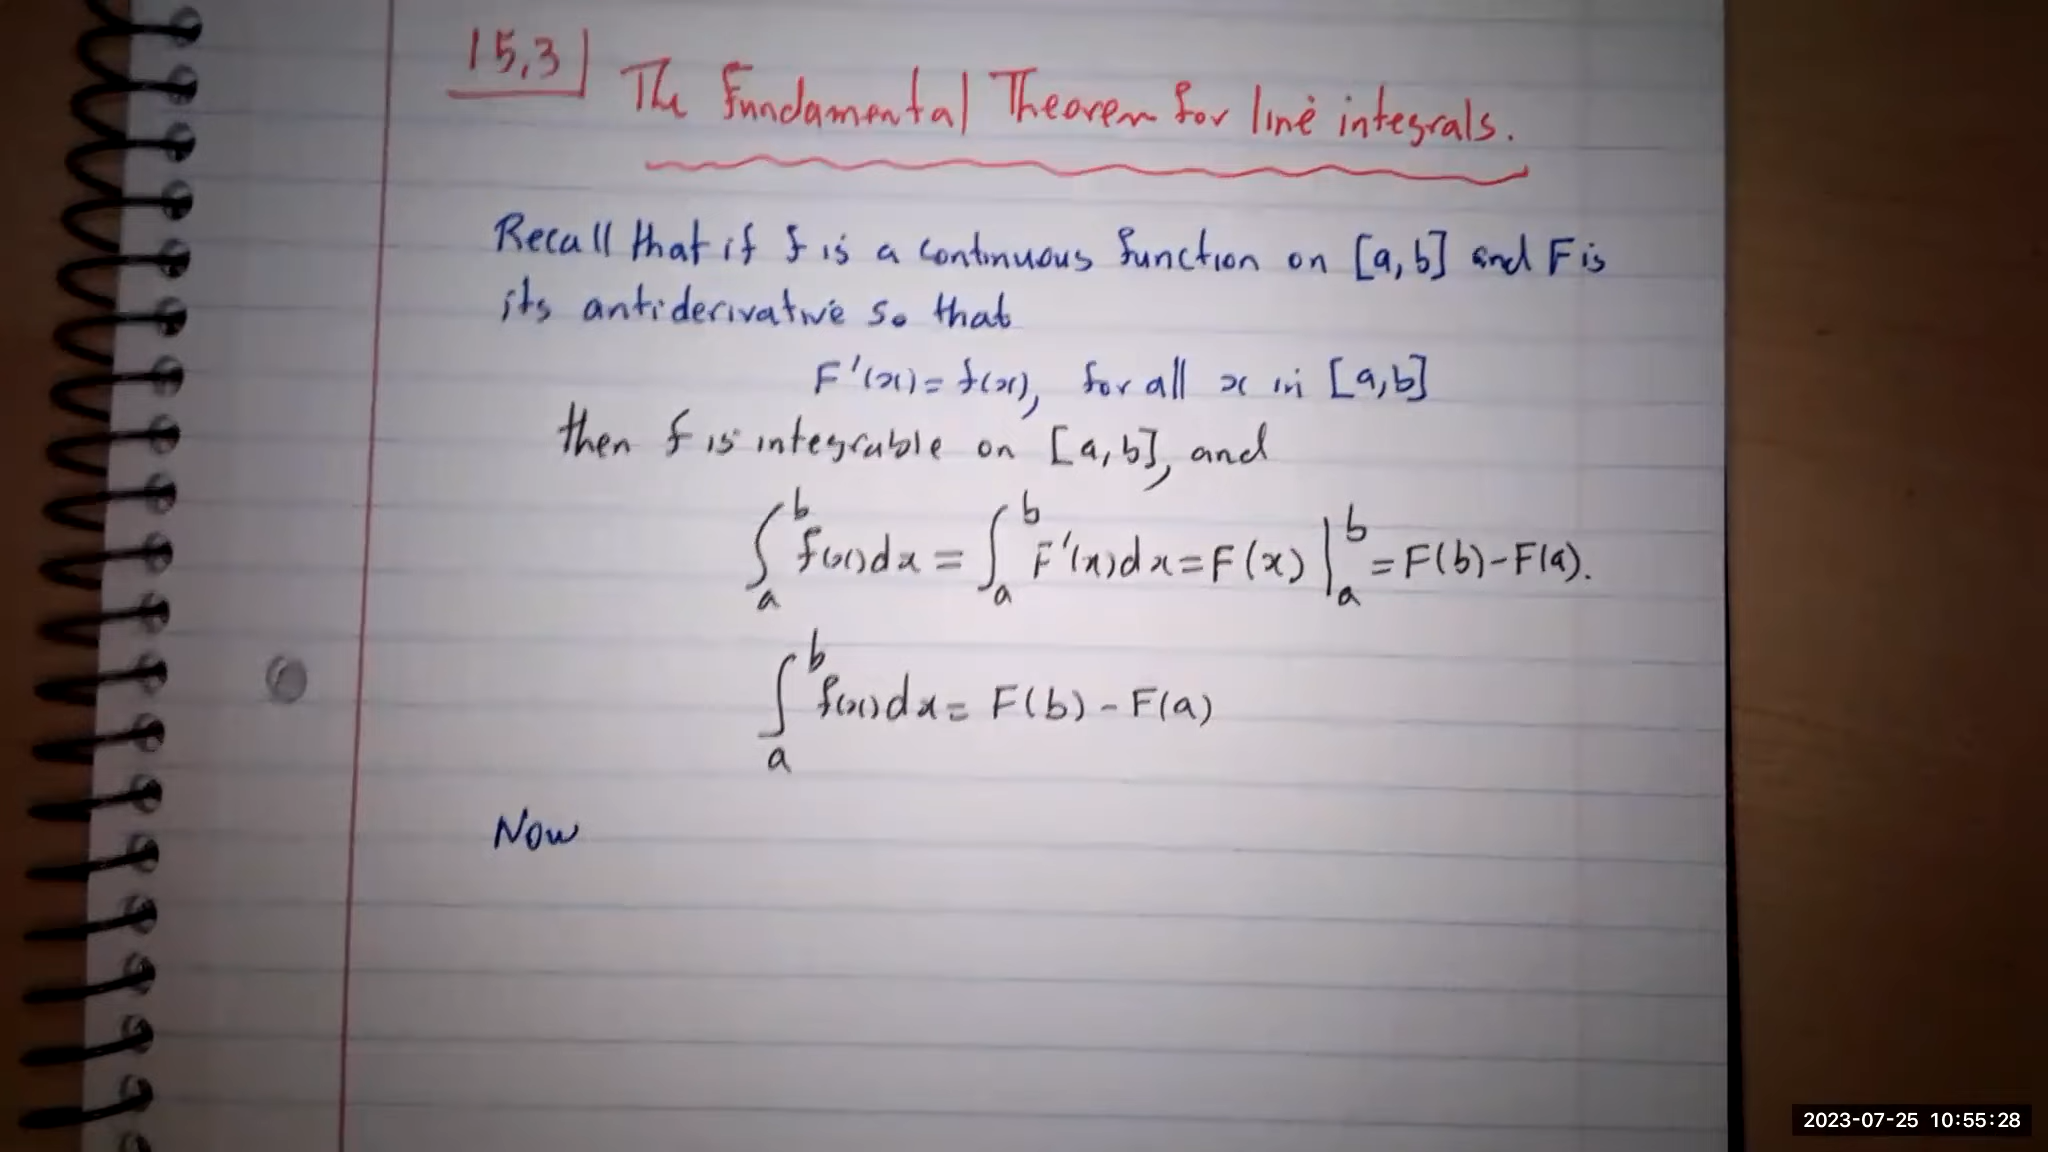 15,3
The Fundamental Theorem for line integrals.
Recall that if f is a continuous function on [a,b] and F is
its antiderivative so that
F'(x) = f(x), for all x in [a,b]
then f is integrable on [a,b], and
∫_a^b f(x)dx = ∫_a^b F'(x)dx = F(x)|_a^b = F(b)-F(a).
∫_a^b f(x)dx = F(b) - F(a)
Now
2023-07-25 10:55:28